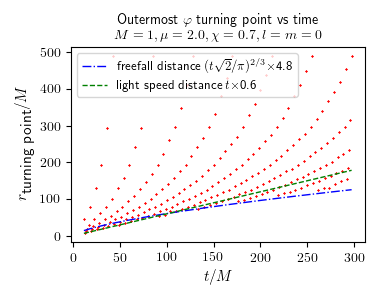 Outermost φ turning point vs time
M = 1, μ = 2.0, χ = 0.7, l = m = 0
freefall distance (t√2/π)^{2/3}×4.8
light speed distance t×0.6
r_turning point/M
500
400
300
200
100
0
0 50 100 150 200 250 300
t/M